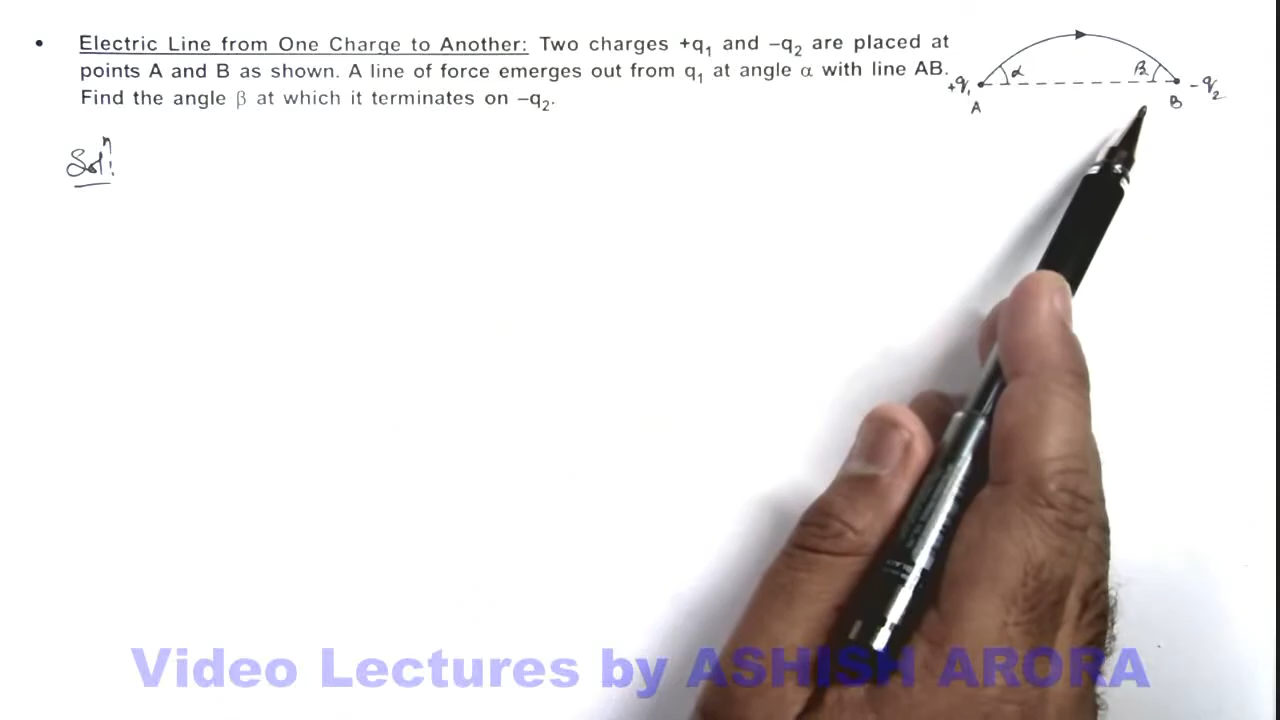 • Electric Line from One Charge to Another: Two charges +q₁ and –q₂ are placed at
points A and B as shown. A line of force emerges out from q₁ at angle α with line AB.
Find the angle β at which it terminates on –q₂.
α
β
+q₁
-q₂
A
B
Solⁿ:
Video Lectures by ASHISH ARORA